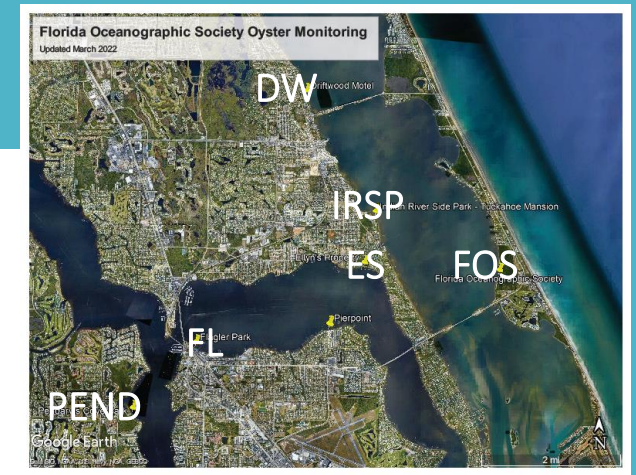 Florida Oceanographic Society Oyster Monitoring
Updated March 2022
DW
Driftwood Motel
IRSP
Indian River Side Park - Tuckahoe Mansion
ES
FOS
Florida Oceanographic Society
Pierpoint
FL
Flagler Park
PEND
Google Earth
N
2 mi